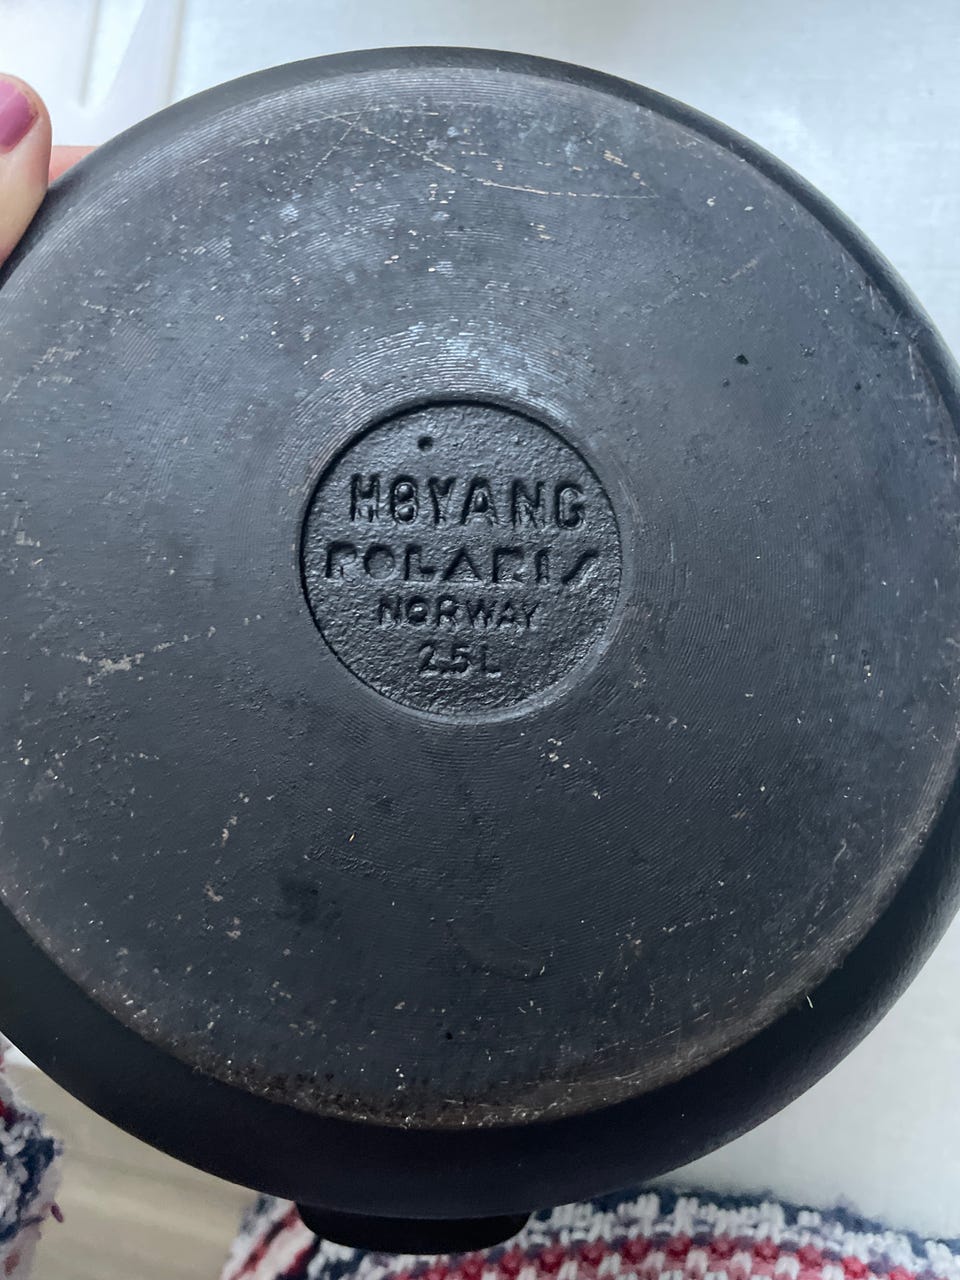 HØYANG
POLARIS
NORWAY
2.5L